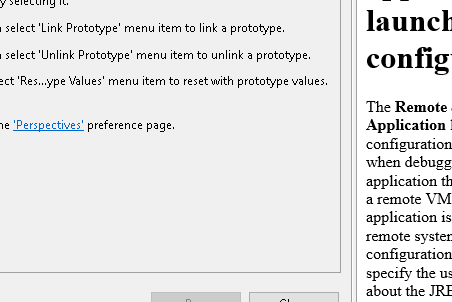 y selecting it.
select 'Link Prototype' menu item to link a prototype.
select 'Unlink Prototype' menu item to unlink a prototype.
ect 'Res...ype Values' menu item to reset with prototype values.
ne 'Perspectives' preference page.
launch
config
The Remote
Application
configuration
when debugg
application th
a remote VM
application is
remote system
configuration
specify the us
about the JRE